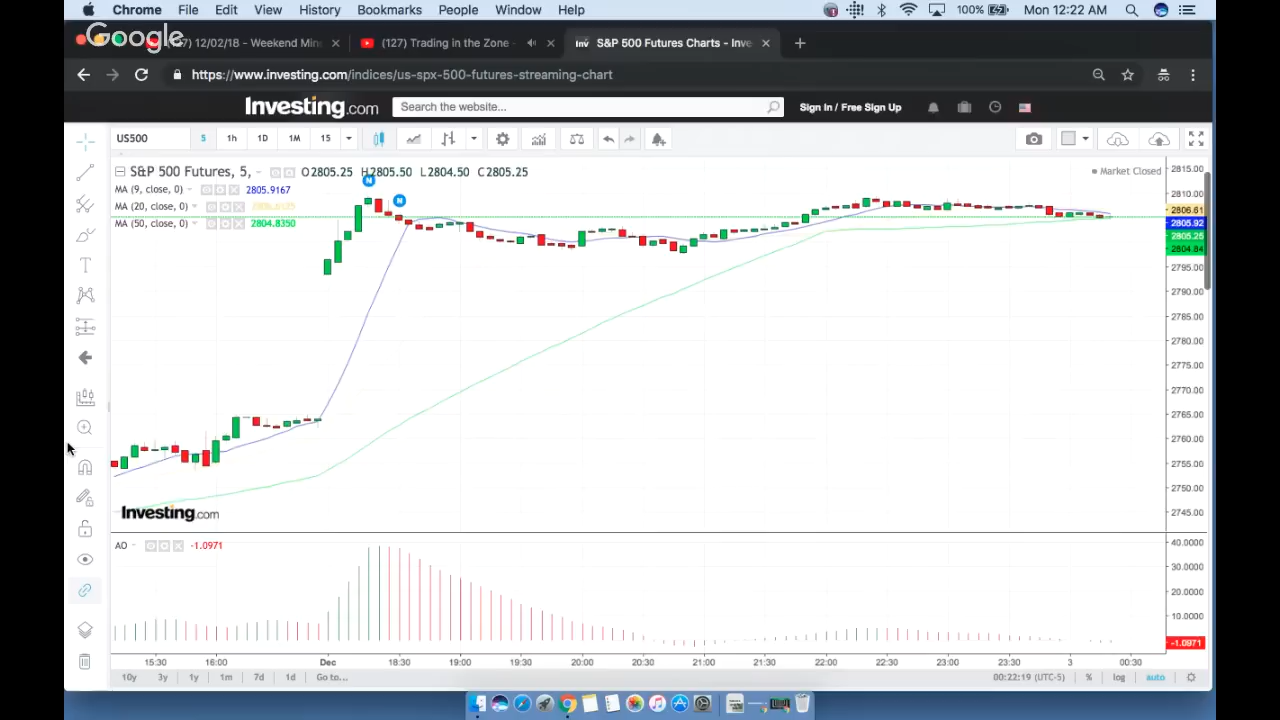 Chrome File Edit View History Bookmarks People Window Help 100% Mon 12:22 AM
Google
(127) 12/02/18 - Weekend Min (127) Trading in the Zone - S&P 500 Futures Charts - Inve
https://www.investing.com/indices/us-spx-500-futures-streaming-chart
Investing.com Search the website... Sign In / Free Sign Up
US500 5 1h 1D 1M 15
S&P 500 Futures, 5, O2805.25 H2805.50 L2804.50 C2805.25
Market Closed
MA (9, close, 0) 2805.9167
MA (20, close, 0)
MA (50, close, 0) 2804.8350
N
N
2815.00
2810.00
2806.61
2805.92
2805.25
2804.84
2795.00
2790.00
2785.00
2780.00
2775.00
2770.00
2765.00
2760.00
2755.00
2750.00
2745.00
Investing.com
AO -1.0971
40.0000
30.0000
20.0000
10.0000
-1.0971
15:30 16:00 Dec 18:30 19:00 19:30 20:00 20:30 21:00 21:30 22:00 22:30 23:00 23:30 3 00:30
10y 3y 1y 1m 7d 1d Go to... 00:22:19 (UTC-5) % log auto